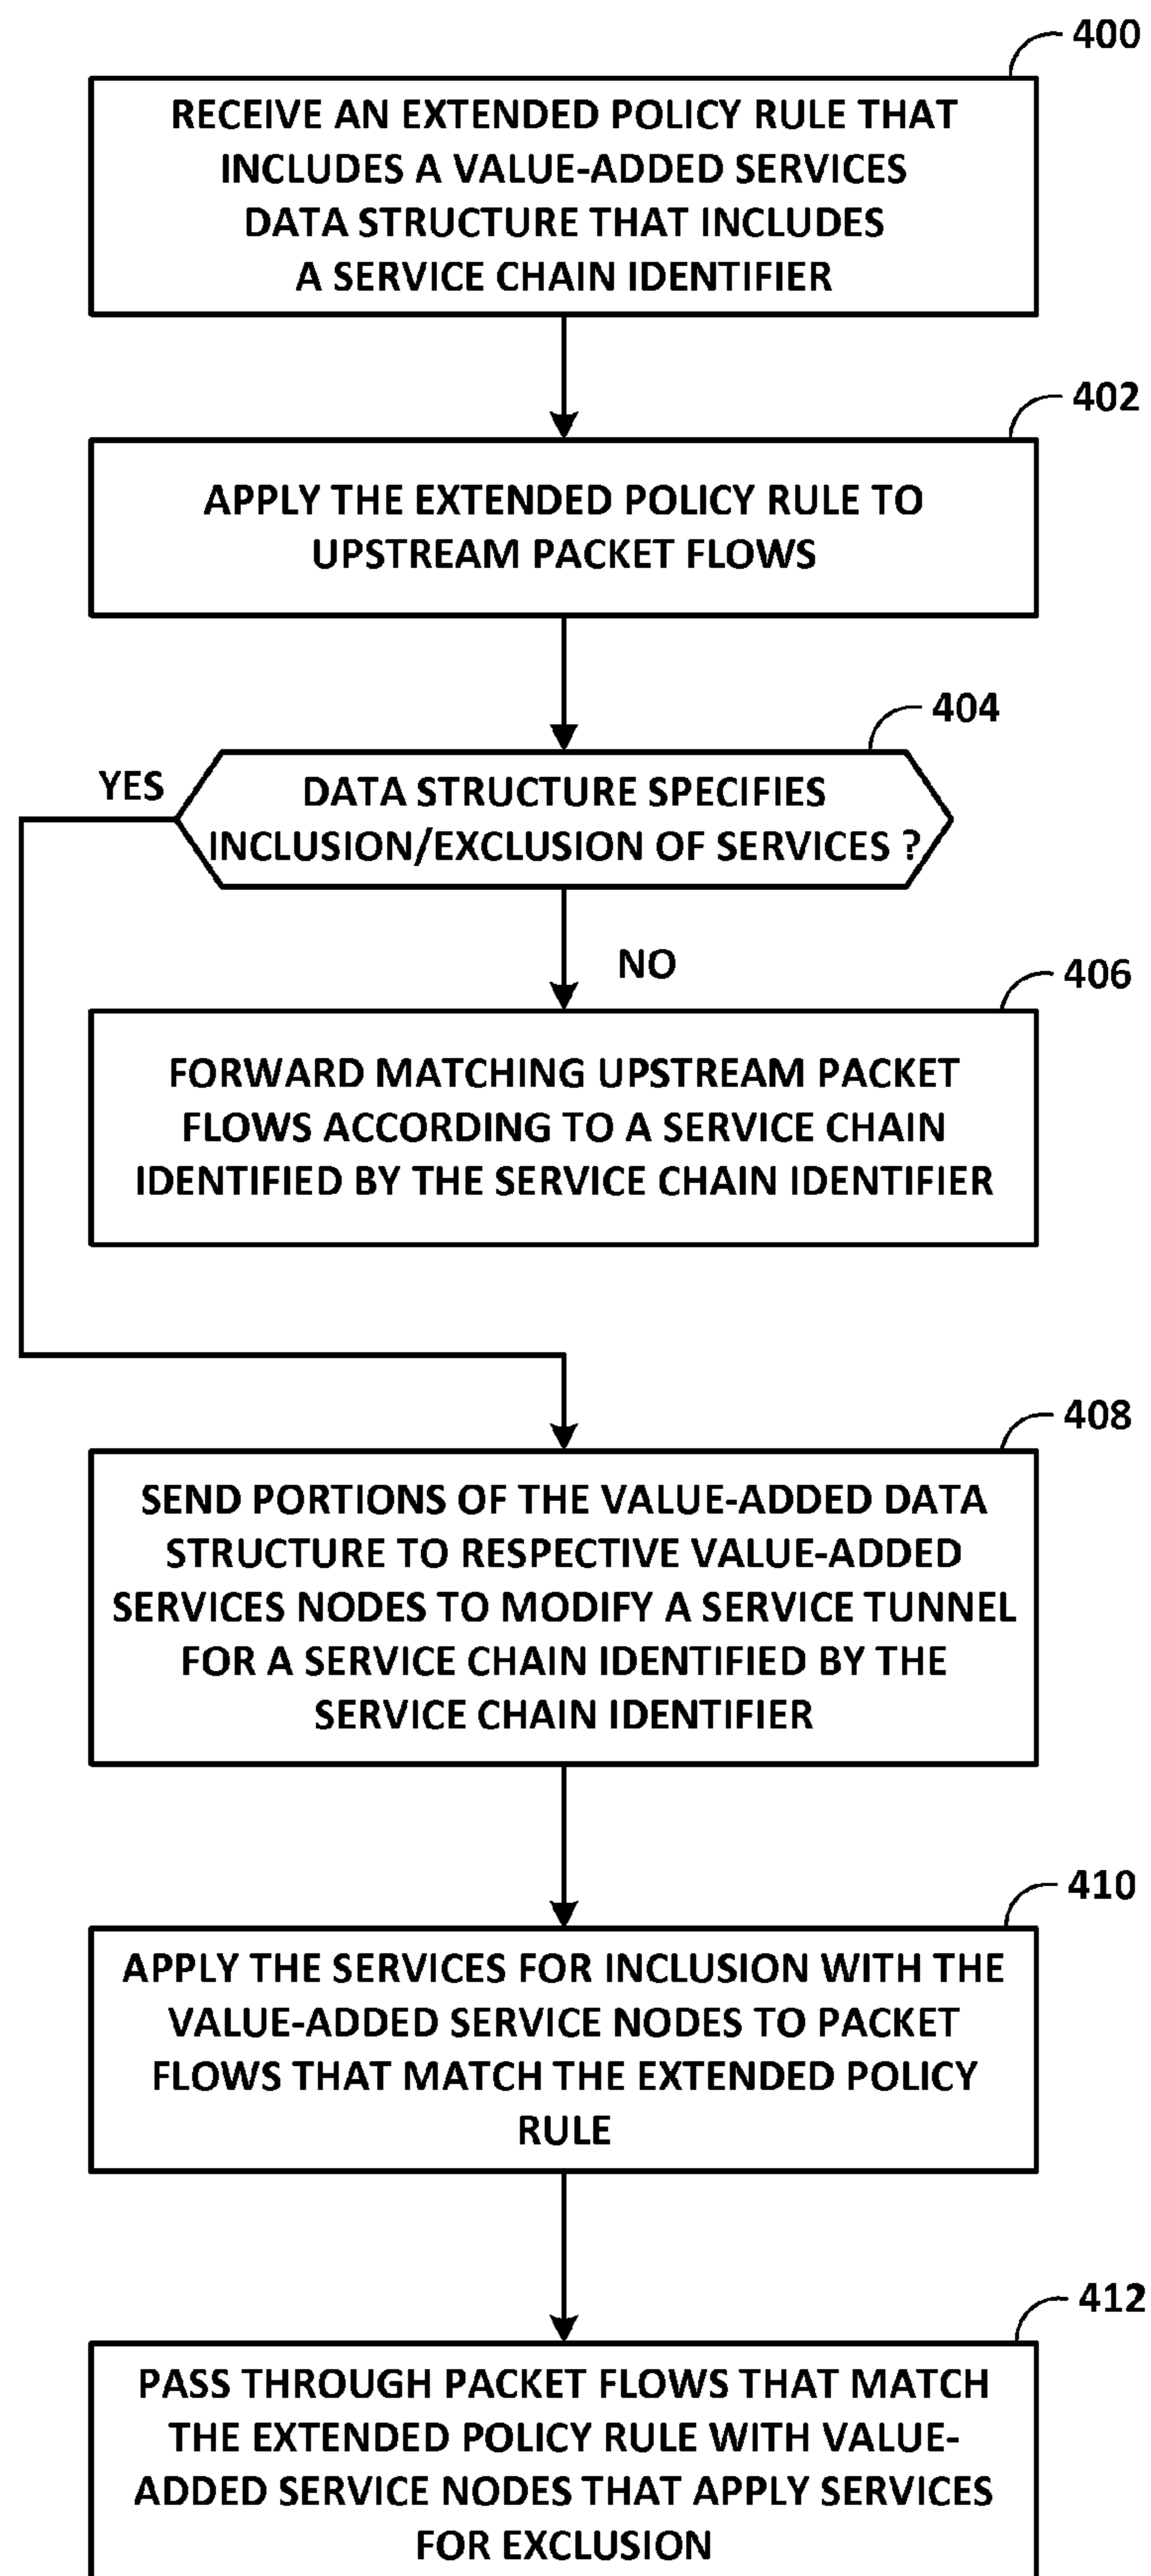 400
RECEIVE AN EXTENDED POLICY RULE THAT
INCLUDES A VALUE-ADDED SERVICES
DATA STRUCTURE THAT INCLUDES
A SERVICE CHAIN IDENTIFIER
402
APPLY THE EXTENDED POLICY RULE TO
UPSTREAM PACKET FLOWS
404
YES
DATA STRUCTURE SPECIFIES
INCLUSION/EXCLUSION OF SERVICES ?
NO
406
FORWARD MATCHING UPSTREAM PACKET
FLOWS ACCORDING TO A SERVICE CHAIN
IDENTIFIED BY THE SERVICE CHAIN IDENTIFIER
408
SEND PORTIONS OF THE VALUE-ADDED DATA
STRUCTURE TO RESPECTIVE VALUE-ADDED
SERVICES NODES TO MODIFY A SERVICE TUNNEL
FOR A SERVICE CHAIN IDENTIFIED BY THE
SERVICE CHAIN IDENTIFIER
410
APPLY THE SERVICES FOR INCLUSION WITH THE
VALUE-ADDED SERVICE NODES TO PACKET
FLOWS THAT MATCH THE EXTENDED POLICY
RULE
412
PASS THROUGH PACKET FLOWS THAT MATCH
THE EXTENDED POLICY RULE WITH VALUE-
ADDED SERVICE NODES THAT APPLY SERVICES
FOR EXCLUSION